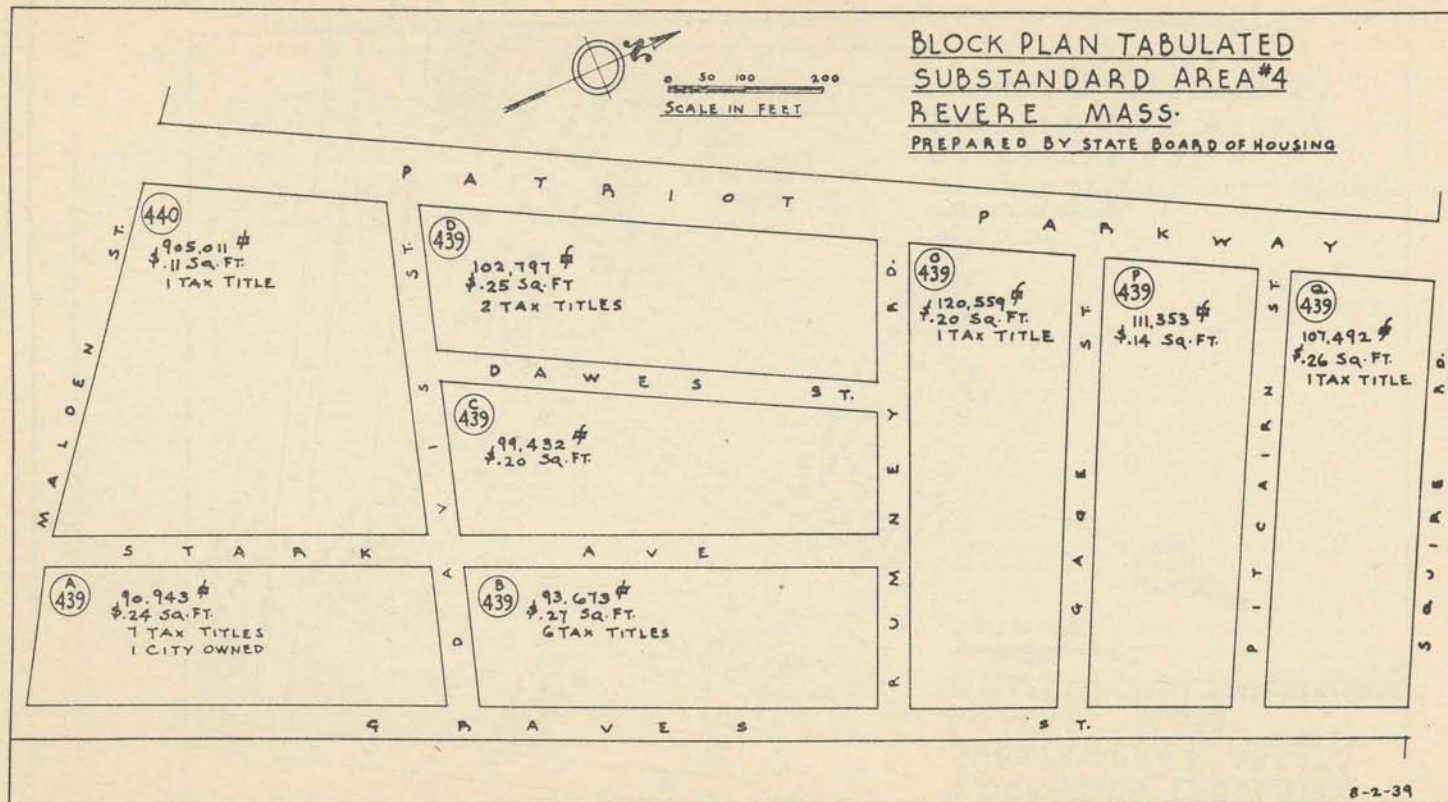 BLOCK PLAN TABULATED
SUBSTANDARD AREA #4
REVERE MASS.
PREPARED BY STATE BOARD OF HOUSING
0 50 100 200
SCALE IN FEET
PATRIOT PARKWAY
MALDEN ST.
440
905,011 ⌗
$.11 SQ. FT.
1 TAX TITLE
DAVIS ST.
D
439
102,797 ⌗
$.25 SQ. FT
2 TAX TITLES
DAWES ST.
C
439
99,432 ⌗
$.20 SQ. FT.
RUMNEY RD.
O
439
120,559 ⌗
$.20 SQ. FT.
1 TAX TITLE
GAGE ST.
P
439
111,353 ⌗
$.14 SQ. FT.
PITCAIRN ST
Q
439
107,492 ⌗
$.26 SQ. FT.
1 TAX TITLE
SQUIRE RD.
STARK AVE
A
439
90,943 ⌗
$.24 SQ. FT.
7 TAX TITLES
1 CITY OWNED
B
439
93,673 ⌗
$.27 SQ. FT.
6 TAX TITLES
GRAVES ST.
8-2-39